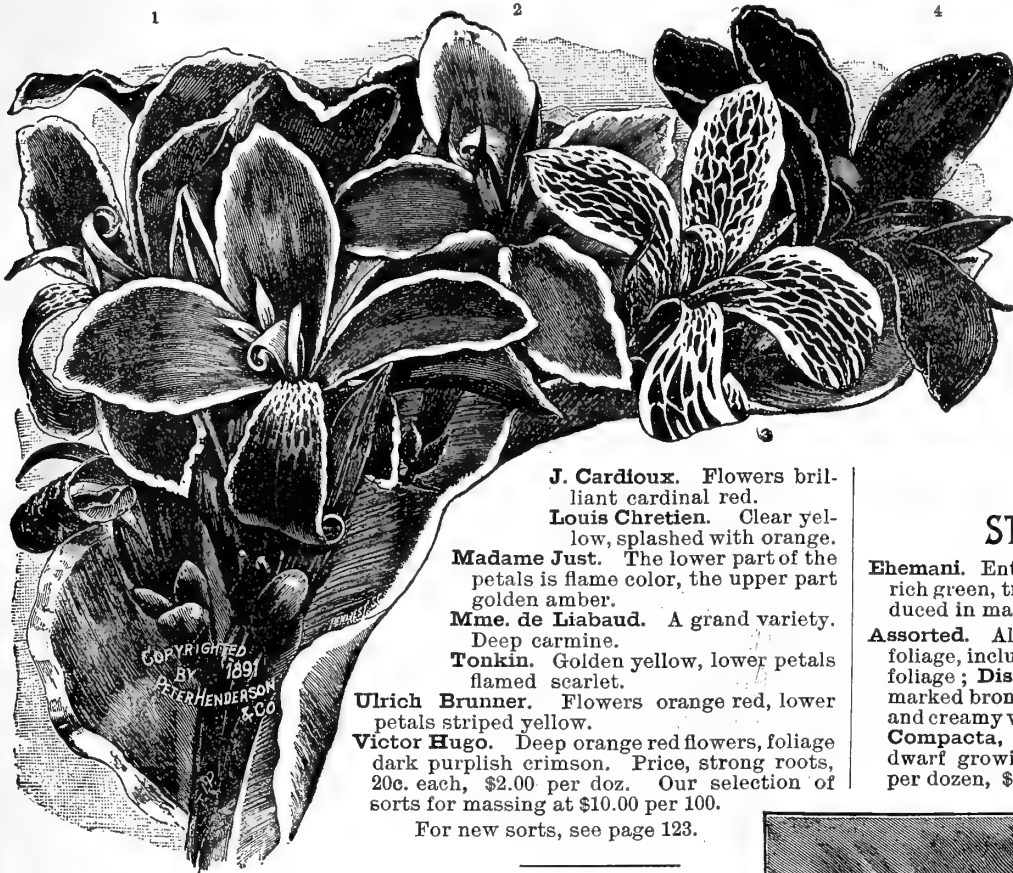 1
2
4
COPYRIGHTED
1891
BY
PETER HENDERSON
& CO
J. Cardioux. Flowers bril-
liant cardinal red.
Louis Chretien. Clear yel-
low, splashed with orange.
Madame Just. The lower part of the
petals is flame color, the upper part
golden amber.
Mme. de Liabaud. A grand variety.
Deep carmine.
Tonkin. Golden yellow, lower petals
flamed scarlet.
Ulrich Brunner. Flowers orange red, lower
petals striped yellow.
Victor Hugo. Deep orange red flowers, foliage
dark purplish crimson. Price, strong roots,
20c. each, $2.00 per doz. Our selection of
sorts for massing at $10.00 per 100.
For new sorts, see page 123.
ST
Ehemani. Ent
rich green, t
duced in ma
Assorted. Al
foliage, inclu
foliage; Dis
marked bron
and creamy
Compacta,
dwarf growi
per dozen, $